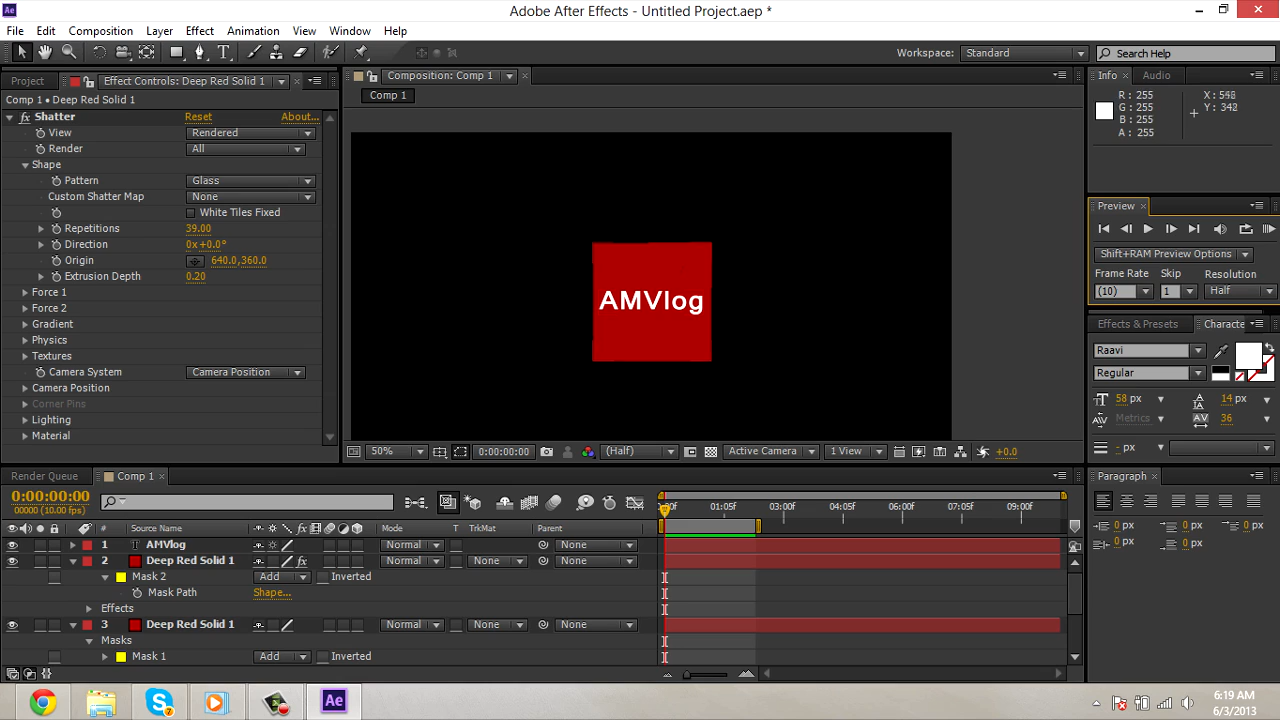 Adobe After Effects - Untitled Project.aep *
File Edit Composition Layer Effect Animation View Window Help
Workspace: Standard Search Help
Project Effect Controls: Deep Red Solid 1
Composition: Comp 1
Info Audio
Comp 1 • Deep Red Solid 1
Comp 1
R: 255 X: 548
G: 255 Y: 342
B: 255
A: 255
Shatter Reset About...
View Rendered
Render All
Shape
Pattern Glass
Custom Shatter Map None
White Tiles Fixed
Repetitions 39.00
Direction 0x+0.0°
Origin 640.0,360.0
Extrusion Depth 0.20
Force 1
Force 2
Gradient
Physics
Textures
Camera System Camera Position
Camera Position
Corner Pins
Lighting
Material
AMVlog
Preview
Shift+RAM Preview Options
Frame Rate Skip Resolution
(10) 1 Half
Effects & Presets Characte
Raavi
Regular
58 px 14 px
Metrics 36
- px
50% 0:00:00:00 (Half) Active Camera 1 View +0.0
Render Queue Comp 1
Paragraph
0:00:00:00
00000 (10.00 fps)
01:05f 03:00f 04:05f 06:00f 07:05f 09:00f
0 px 0 px 0 px
0 px 0 px
# Source Name Mode T TrkMat Parent
1 T AMVlog Normal None
2 Deep Red Solid 1 fx Normal None None
Mask 2 Add Inverted
Mask Path Shape...
Effects
3 Deep Red Solid 1 Normal None None
Masks
Mask 1 Add Inverted
6:19 AM
6/3/2013